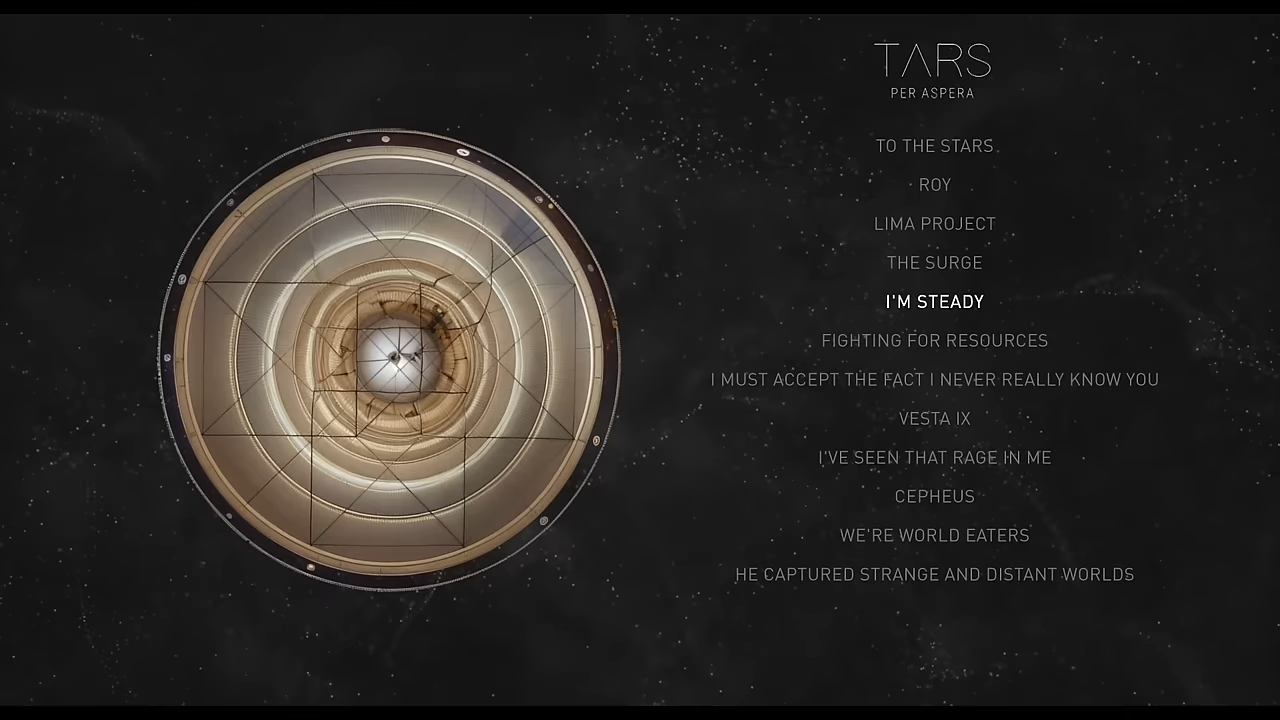 TARS
PER ASPERA
TO THE STARS
ROY
LIMA PROJECT
THE SURGE
I'M STEADY
FIGHTING FOR RESOURCES
I MUST ACCEPT THE FACT I NEVER REALLY KNOW YOU
VESTA IX
I'VE SEEN THAT RAGE IN ME
CEPHEUS
WE'RE WORLD EATERS
HE CAPTURED STRANGE AND DISTANT WORLDS